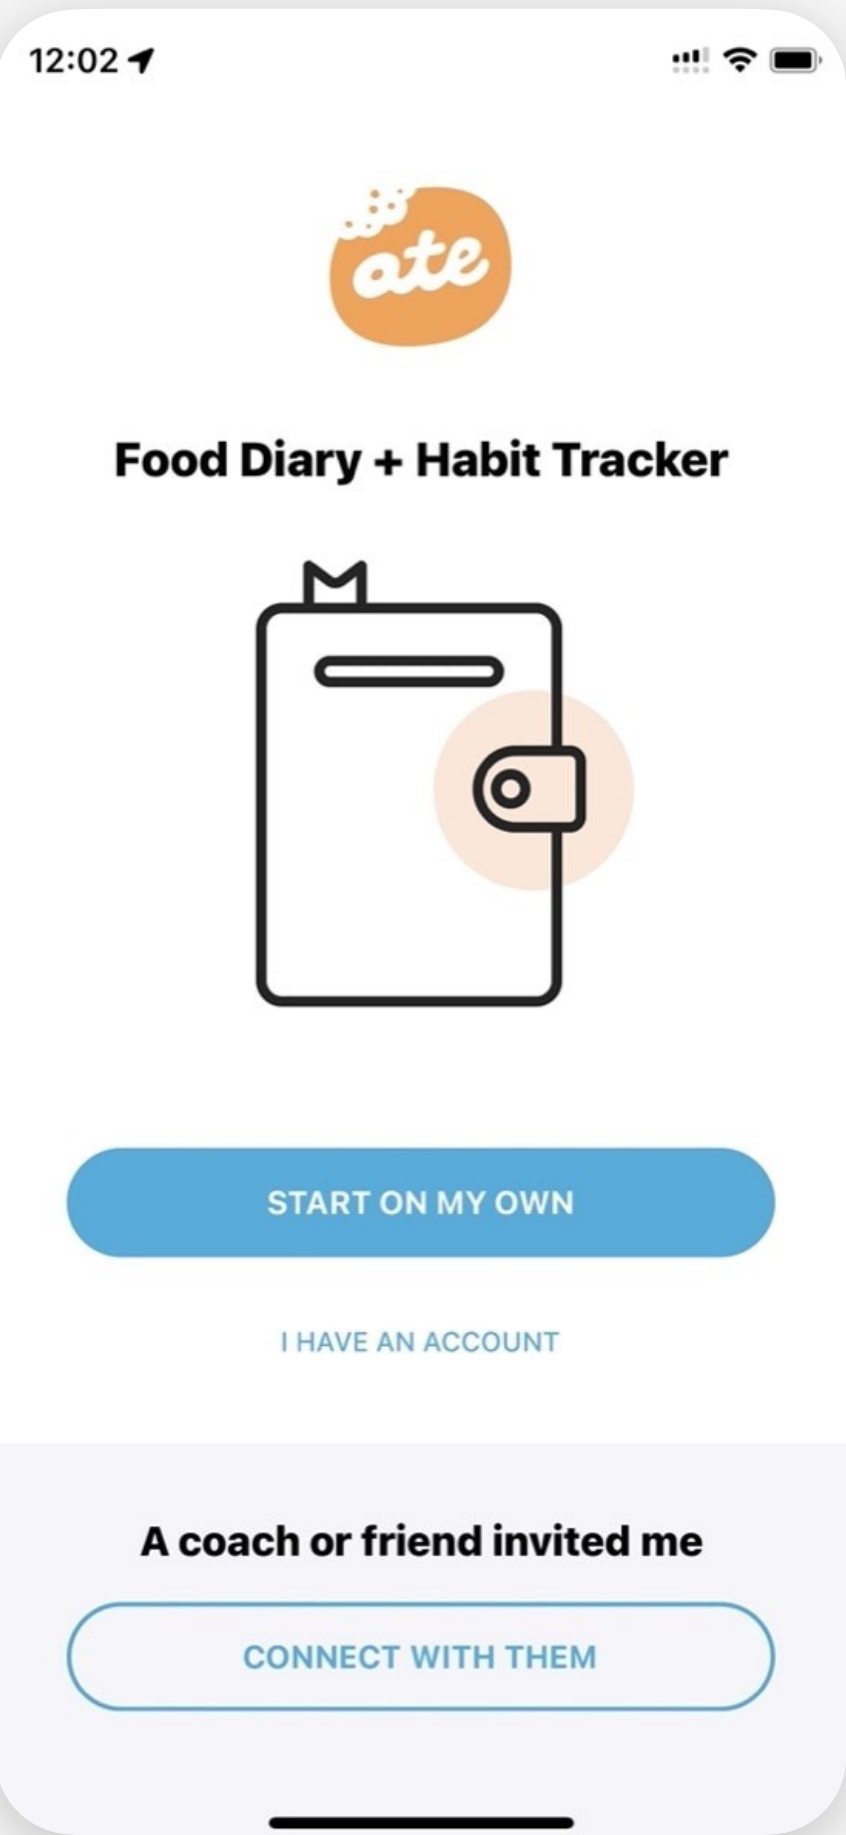 12:02
ate
Food Diary + Habit Tracker
START ON MY OWN
I HAVE AN ACCOUNT
A coach or friend invited me
CONNECT WITH THEM